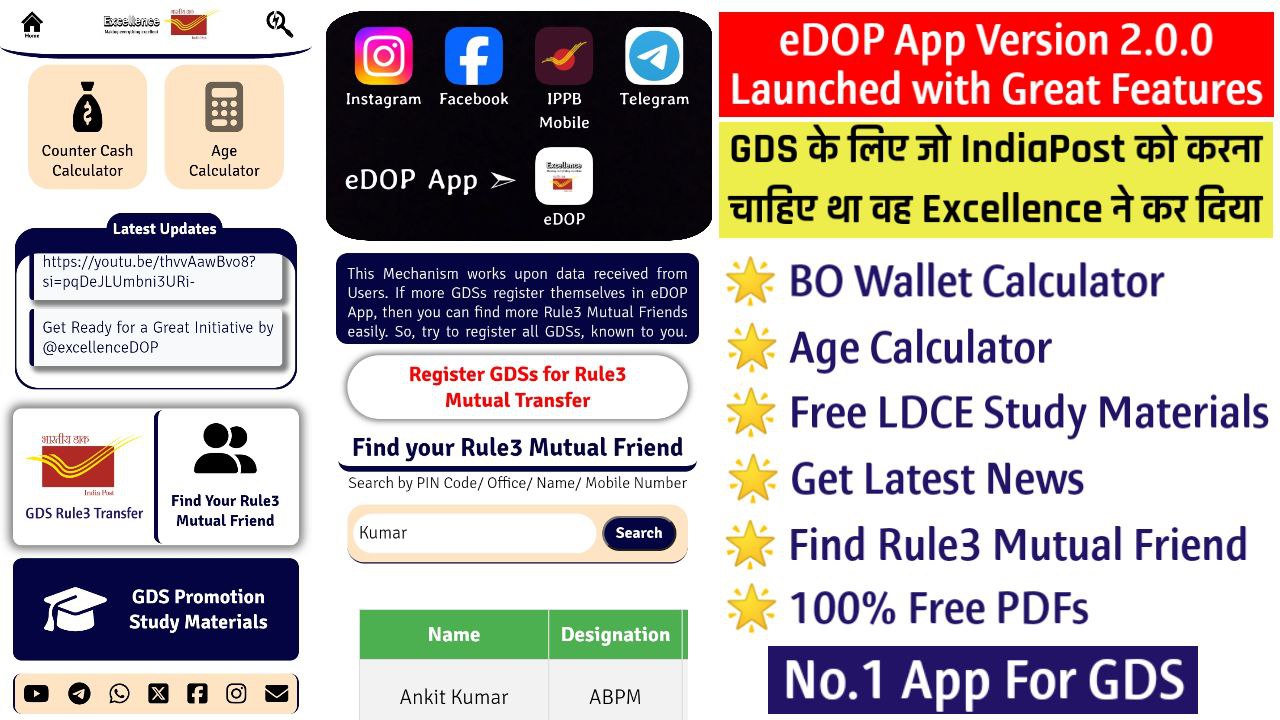 Home
Excellence
Making everything excellent
भारतीय डाक
India Post
Counter Cash
Calculator
Age
Calculator
Latest Updates
https://youtu.be/thvvAawBvo8?
si=pqDeJLUmbni3URi-
Get Ready for a Great Initiative by
@excellenceDOP
भारतीय डाक
India Post
GDS Rule3 Transfer
Find Your Rule3
Mutual Friend
GDS Promotion
Study Materials
Instagram
Facebook
IPPB
Mobile
Telegram
eDOP App ➢
Excellence
eDOP
This Mechanism works upon data received from
Users. If more GDSs register themselves in eDOP
App, then you can find more Rule3 Mutual Friends
easily. So, try to register all GDSs, known to you.
Register GDSs for Rule3
Mutual Transfer
Find your Rule3 Mutual Friend
Search by PIN Code/ Office/ Name/ Mobile Number
Kumar
Search
Name Designation
Ankit Kumar ABPM
eDOP App Version 2.0.0
Launched with Great Features
GDS के लिए जो IndiaPost को करना
चाहिए था वह Excellence ने कर दिया
BO Wallet Calculator
Age Calculator
Free LDCE Study Materials
Get Latest News
Find Rule3 Mutual Friend
100% Free PDFs
No.1 App For GDS